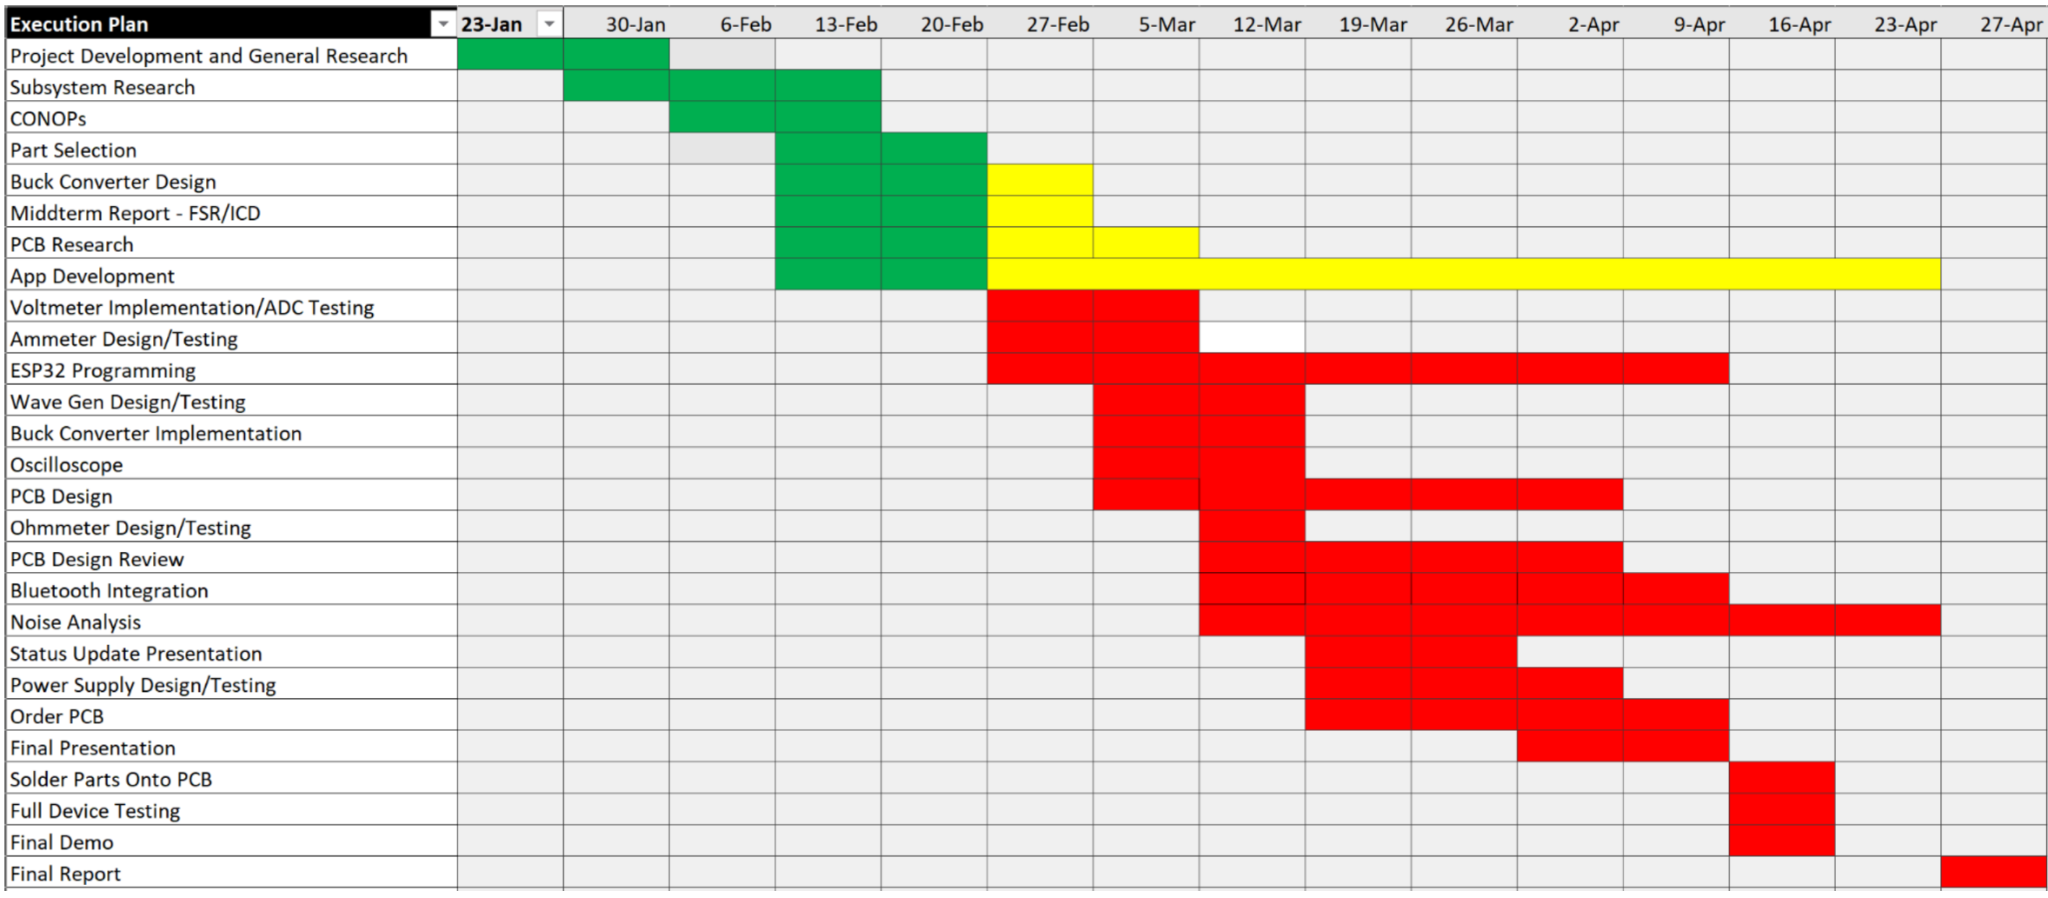 Execution Plan 23-Jan 30-Jan 6-Feb 13-Feb 20-Feb 27-Feb 5-Mar 12-Mar 19-Mar 26-Mar 2-Apr 9-Apr 16-Apr 23-Apr 27-Apr
Project Development and General Research
Subsystem Research
CONOPs
Part Selection
Buck Converter Design
Middterm Report - FSR/ICD
PCB Research
App Development
Voltmeter Implementation/ADC Testing
Ammeter Design/Testing
ESP32 Programming
Wave Gen Design/Testing
Buck Converter Implementation
Oscilloscope
PCB Design
Ohmmeter Design/Testing
PCB Design Review
Bluetooth Integration
Noise Analysis
Status Update Presentation
Power Supply Design/Testing
Order PCB
Final Presentation
Solder Parts Onto PCB
Full Device Testing
Final Demo
Final Report